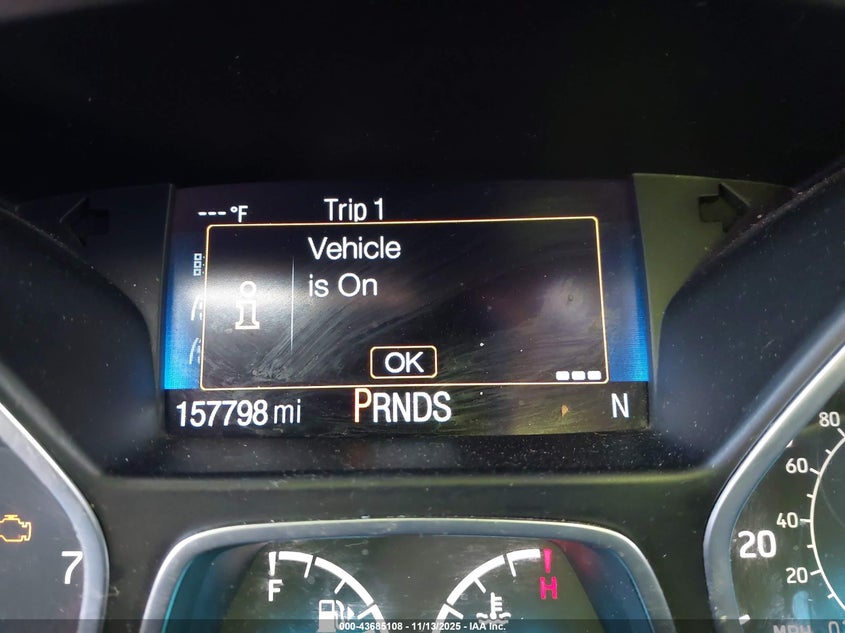 ---°F Trip 1
Vehicle
is On
OK
157798 mi PRNDS N
7
F
H
80
60
40
20
20
MPH
000-43685108 - 11/13/2025 - IAA Inc.